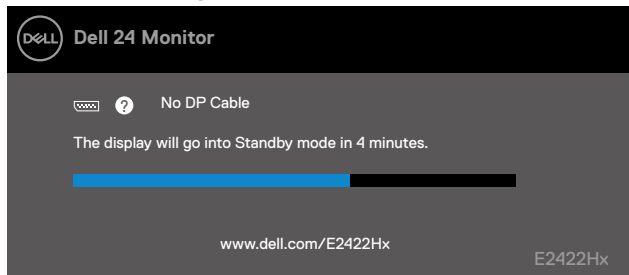 DELL Dell 24 Monitor
? No DP Cable
The display will go into Standby mode in 4 minutes.
www.dell.com/E2422Hx
E2422Hx